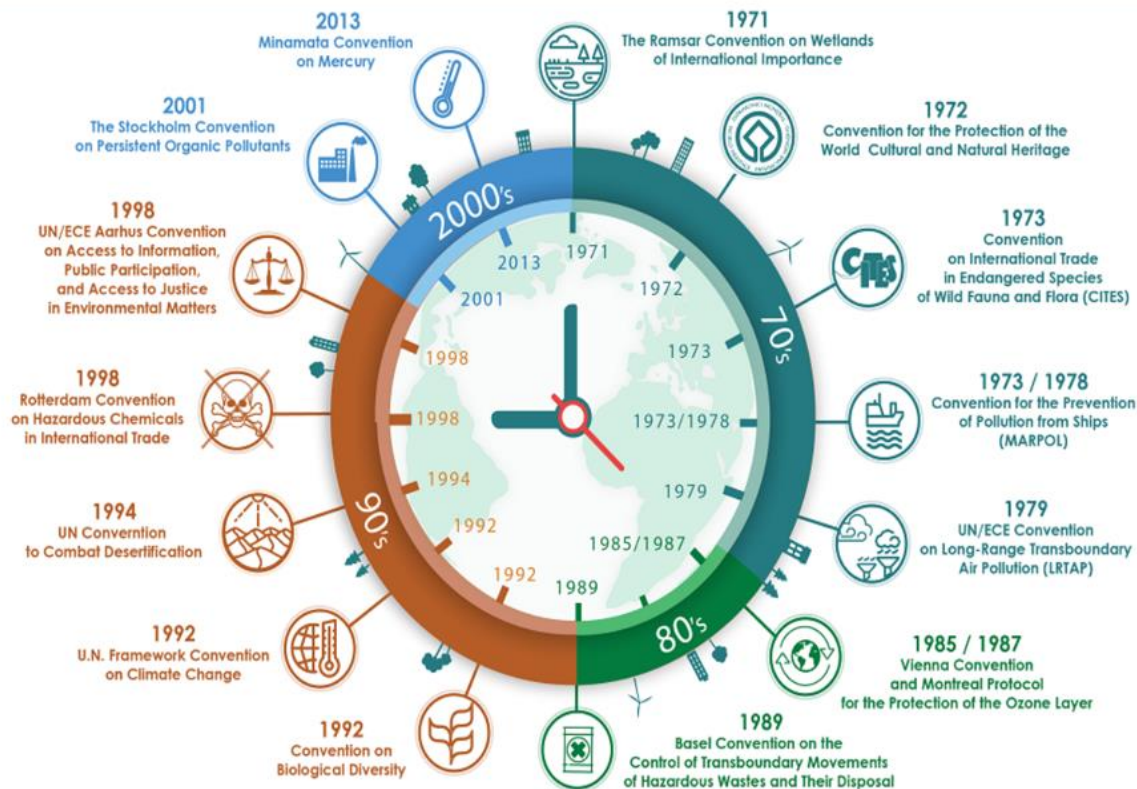 1971
The Ramsar Convention on Wetlands
of International Importance
1972
Convention for the Protection of the
World Cultural and Natural Heritage
1973
Convention
on International Trade
in Endangered Species
of Wild Fauna and Flora (CITES)
CITES
1973 / 1978
Convention for the Prevention
of Pollution from Ships
(MARPOL)
1979
UN/ECE Convention
on Long-Range Transboundary
Air Pollution (LRTAP)
1985 / 1987
Vienna Convention
and Montreal Protocol
for the Protection of the Ozone Layer
1989
Basel Convention on the
Control of Transboundary Movements
of Hazardous Wastes and Their Disposal
1992
Convention on
Biological Diversity
1992
U.N. Framework Convention
on Climate Change
1994
UN Converntion
to Combat Desertification
1998
Rotterdam Convention
on Hazardous Chemicals
in International Trade
1998
UN/ECE Aarhus Convention
on Access to Information,
Public Participation,
and Access to Justice
in Environmental Matters
2001
The Stockholm Convention
on Persistent Organic Pollutants
2013
Minamata Convention
on Mercury
70's
80's
90's
2000's
1971
1972
1973
1973/1978
1979
1985/1987
1989
1992
1992
1994
1998
1998
2001
2013